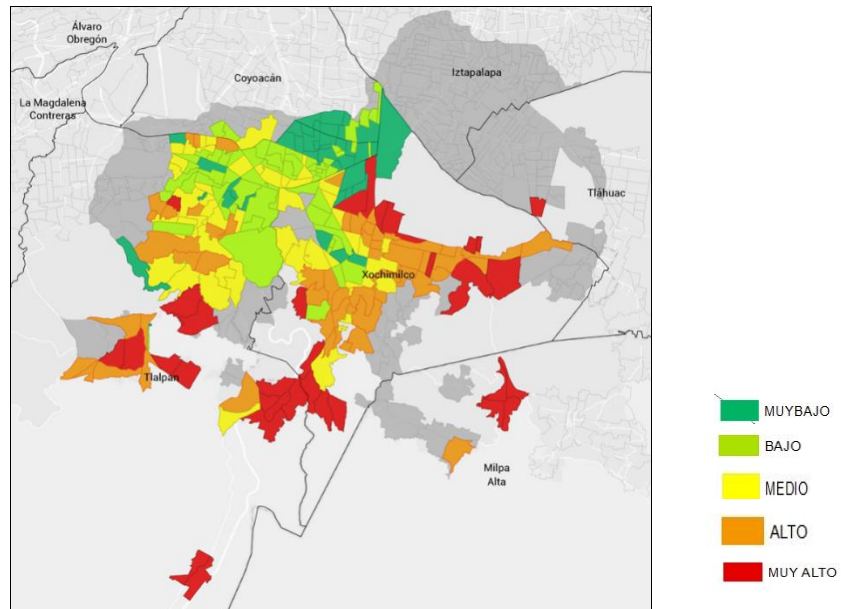 Álvaro
Obregón
Coyoacán
Iztapalapa
La Magdalena
Contreras
Tláhuac
Xochimilco
Tlalpan
Milpa
Alta
MUYBAJO
BAJO
MEDIO
ALTO
MUY ALTO